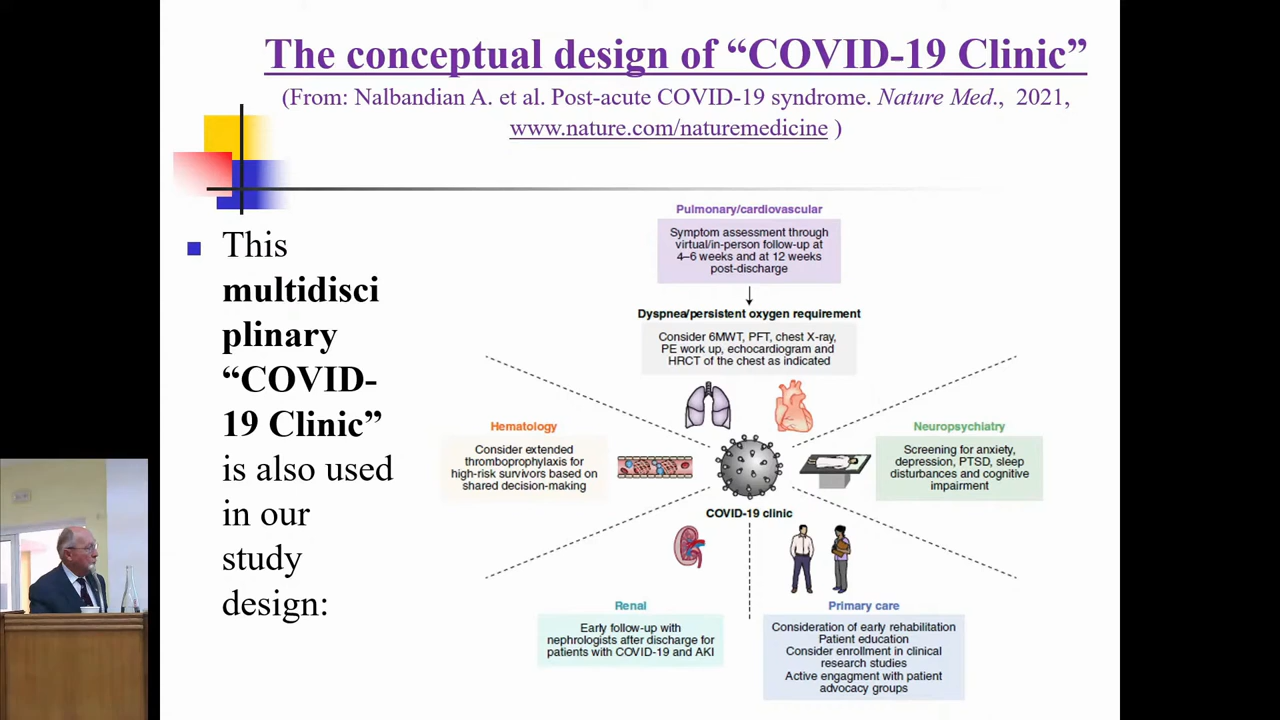 The conceptual design of “COVID-19 Clinic”
(From: Nalbandian A. et al. Post-acute COVID-19 syndrome. Nature Med., 2021,
www.nature.com/naturemedicine )
This
multidisci
plinary
“COVID-
19 Clinic”
is also used
in our
study
design:
Pulmonary/cardiovascular
Symptom assessment through
virtual/in-person follow-up at
4–6 weeks and at 12 weeks
post-discharge
Dyspnea/persistent oxygen requirement
Consider 6MWT, PFT, chest X-ray,
PE work up, echocardiogram and
HRCT of the chest as indicated
Hematology
Consider extended
thromboprophylaxis for
high-risk survivors based on
shared decision-making
Neuropsychiatry
Screening for anxiety,
depression, PTSD, sleep
disturbances and cognitive
impairment
COVID-19 clinic
Renal
Early follow-up with
nephrologists after discharge for
patients with COVID-19 and AKI
Primary care
Consideration of early rehabilitation
Patient education
Consider enrollment in clinical
research studies
Active engagment with patient
advocacy groups